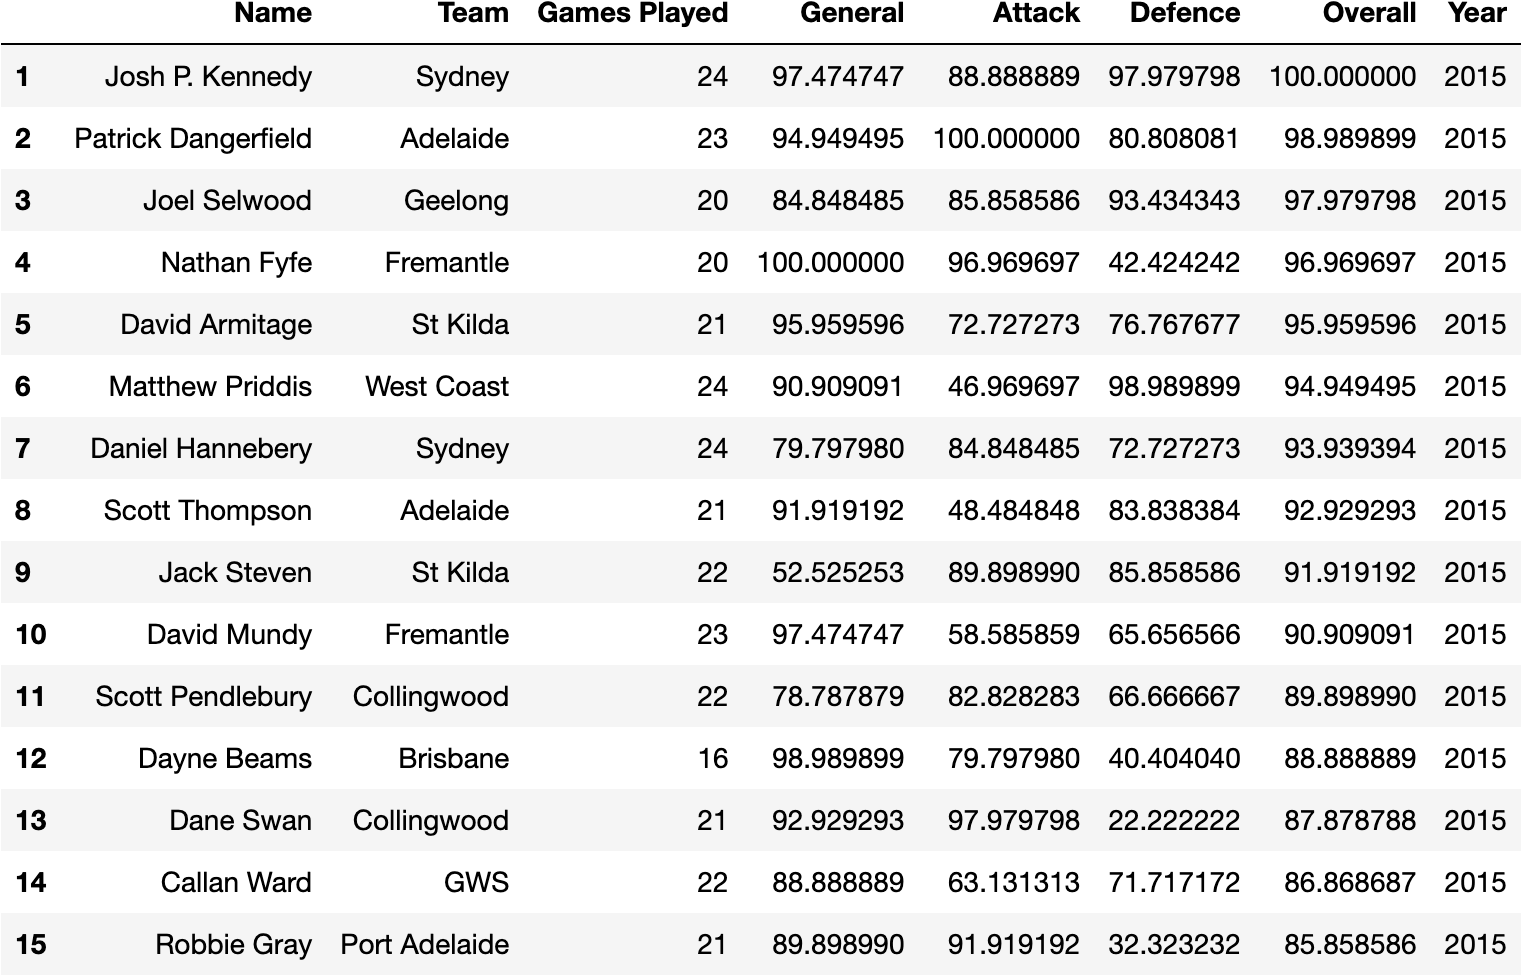 Name Team Games Played General Attack Defence Overall Year
1 Josh P. Kennedy Sydney 24 97.474747 88.888889 97.979798 100.000000 2015
2 Patrick Dangerfield Adelaide 23 94.949495 100.000000 80.808081 98.989899 2015
3 Joel Selwood Geelong 20 84.848485 85.858586 93.434343 97.979798 2015
4 Nathan Fyfe Fremantle 20 100.000000 96.969697 42.424242 96.969697 2015
5 David Armitage St Kilda 21 95.959596 72.727273 76.767677 95.959596 2015
6 Matthew Priddis West Coast 24 90.909091 46.969697 98.989899 94.949495 2015
7 Daniel Hannebery Sydney 24 79.797980 84.848485 72.727273 93.939394 2015
8 Scott Thompson Adelaide 21 91.919192 48.484848 83.838384 92.929293 2015
9 Jack Steven St Kilda 22 52.525253 89.898990 85.858586 91.919192 2015
10 David Mundy Fremantle 23 97.474747 58.585859 65.656566 90.909091 2015
11 Scott Pendlebury Collingwood 22 78.787879 82.828283 66.666667 89.898990 2015
12 Dayne Beams Brisbane 16 98.989899 79.797980 40.404040 88.888889 2015
13 Dane Swan Collingwood 21 92.929293 97.979798 22.222222 87.878788 2015
14 Callan Ward GWS 22 88.888889 63.131313 71.717172 86.868687 2015
15 Robbie Gray Port Adelaide 21 89.898990 91.919192 32.323232 85.858586 2015